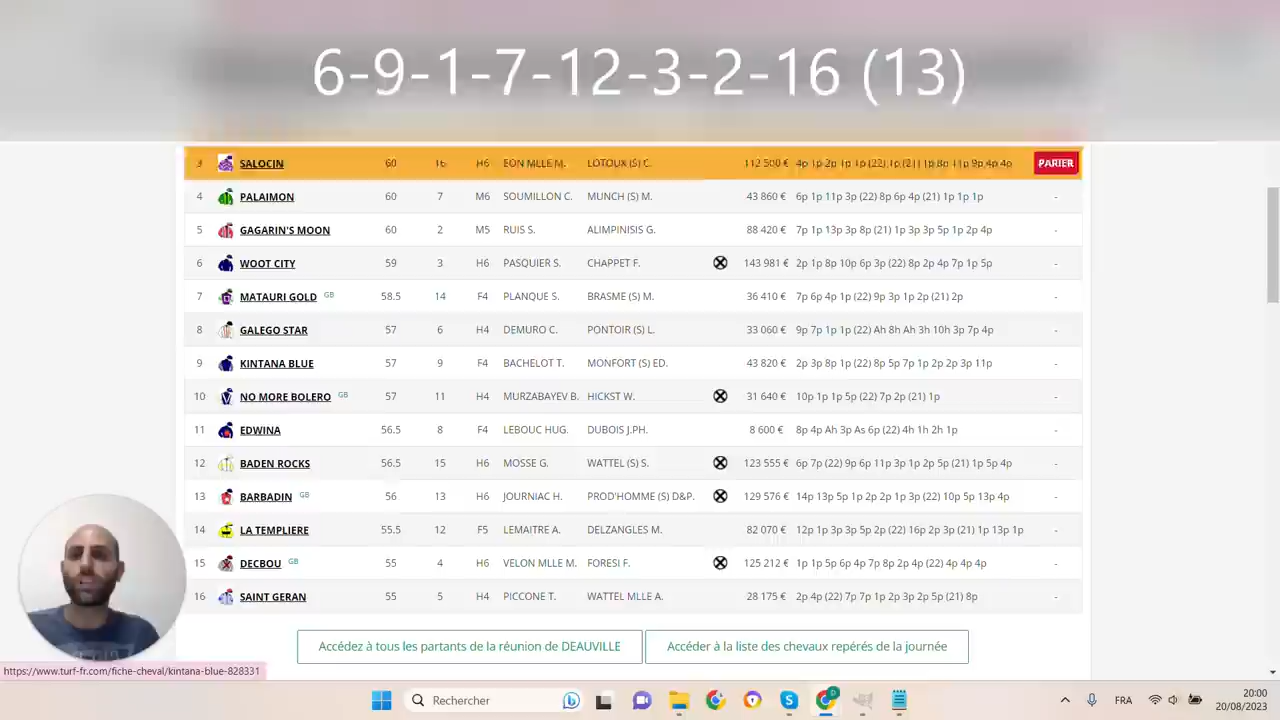 6-9-1-7-12-3-2-16 (13)
3 SALOCIN 60 16 H6 EON MLLE M. LOTOUX (S) C. 112 500 € PARIER
4 PALAIMON 60 7 M6 SOUMILLON C. MUNCH (S) M. 43 860 € 6p 1p 11p 3p (22) 8p 6p 4p (21) 1p 1p 1p -
5 GAGARIN'S MOON 60 2 M5 RUIS S. ALIMPINISIS G. 88 420 € 7p 1p 13p 3p 8p (21) 1p 3p 3p 5p 1p 2p 4p -
6 WOOT CITY 59 3 H6 PASQUIER S. CHAPPET F. 143 981 € 2p 1p 8p 10p 6p 3p (22) 8p 2p 4p 7p 1p 5p -
7 MATAURI GOLD GB 58.5 14 F4 PLANQUE S. BRASME (S) M. 36 410 € 7p 6p 4p 1p (22) 9p 3p 1p 2p (21) 2p -
8 GALEGO STAR 57 6 H4 DEMURO C. PONTOIR (S) L. 33 060 € 9p 7p 1p 1p (22) Ah 8h Ah 3h 10h 3p 7p 4p -
9 KINTANA BLUE 57 9 F4 BACHELOT T. MONFORT (S) ED. 43 820 € 2p 3p 8p 1p (22) 8p 5p 7p 1p 2p 2p 3p 11p -
10 NO MORE BOLERO GB 57 11 H4 MURZABAYEV B. HICKST W. 31 640 € 10p 1p 1p 5p (22) 7p 2p (21) 1p -
11 EDWINA 56.5 8 F4 LEBOUC HUG. DUBOIS J.PH. 8 600 € 8p 4p Ah 3p As 6p (22) 4h 1h 2h 1p -
12 BADEN ROCKS 56.5 15 H6 MOSSE G. WATTEL (S) S. 123 555 € 6p 7p (22) 9p 6p 11p 3p 1p 2p 5p (21) 1p 5p 4p -
13 BARBADIN GB 56 13 H6 JOURNIAC H. PROD'HOMME (S) D&P. 129 576 € 14p 13p 5p 1p 2p 2p 1p 3p (22) 10p 5p 13p 4p -
14 LA TEMPLIERE 55.5 12 F5 LEMAITRE A. DELZANGLES M. 82 070 € 12p 1p 3p 3p 5p 2p (22) 16p 2p 3p (21) 1p 13p 1p -
15 DECBOU GB 55 4 H6 VELON MLLE M. FORESI F. 125 212 € 1p 1p 5p 6p 4p 7p 8p 2p 4p (22) 4p 4p 4p -
16 SAINT GERAN 55 5 H4 PICCONE T. WATTEL MLLE A. 28 175 € 2p 4p (22) 7p 7p 1p 2p 3p 2p 5p (21) 8p -
Accédez à tous les partants de la réunion de DEAUVILLE Accéder à la liste des chevaux repérés de la journée
https://www.turf-fr.com/fiche-cheval/kintana-blue-828331
Rechercher FRA 20:00
20/08/2023